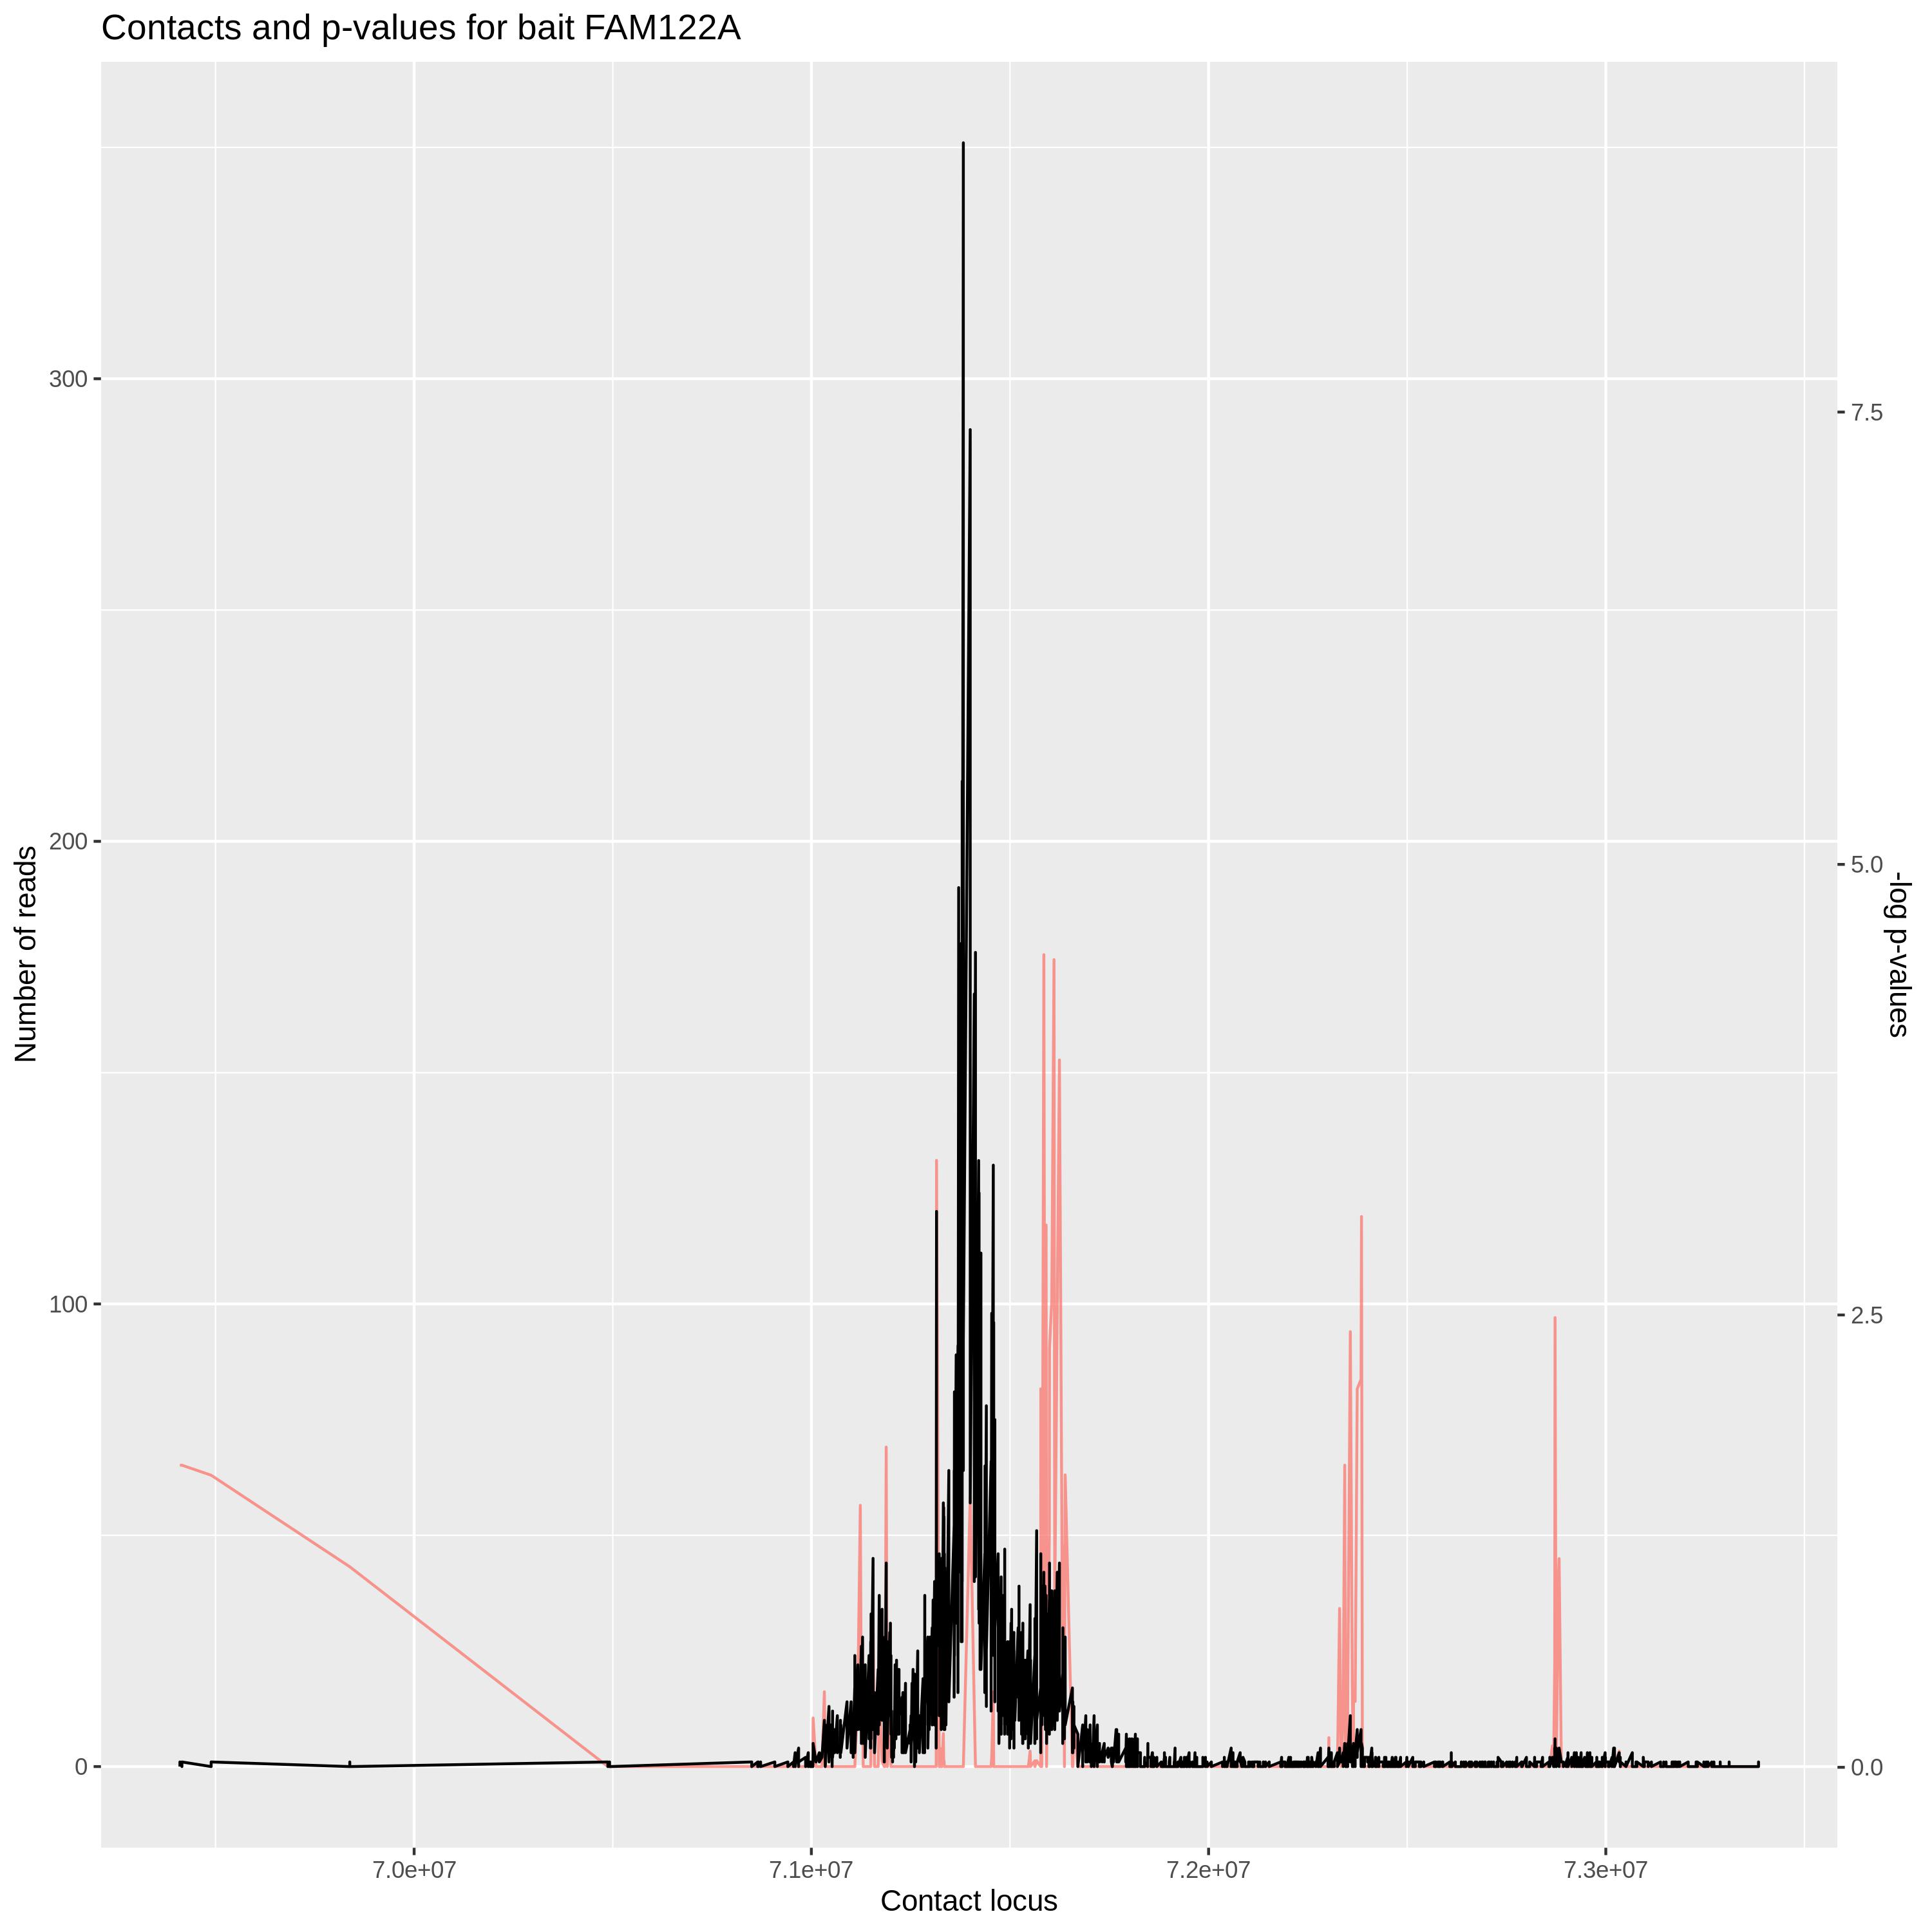 Contacts and p-values for bait FAM122A
Number of reads
300
200
100
0
7.5
5.0
2.5
0.0
-log p-values
7.0e+07
7.1e+07
7.2e+07
7.3e+07
Contact locus